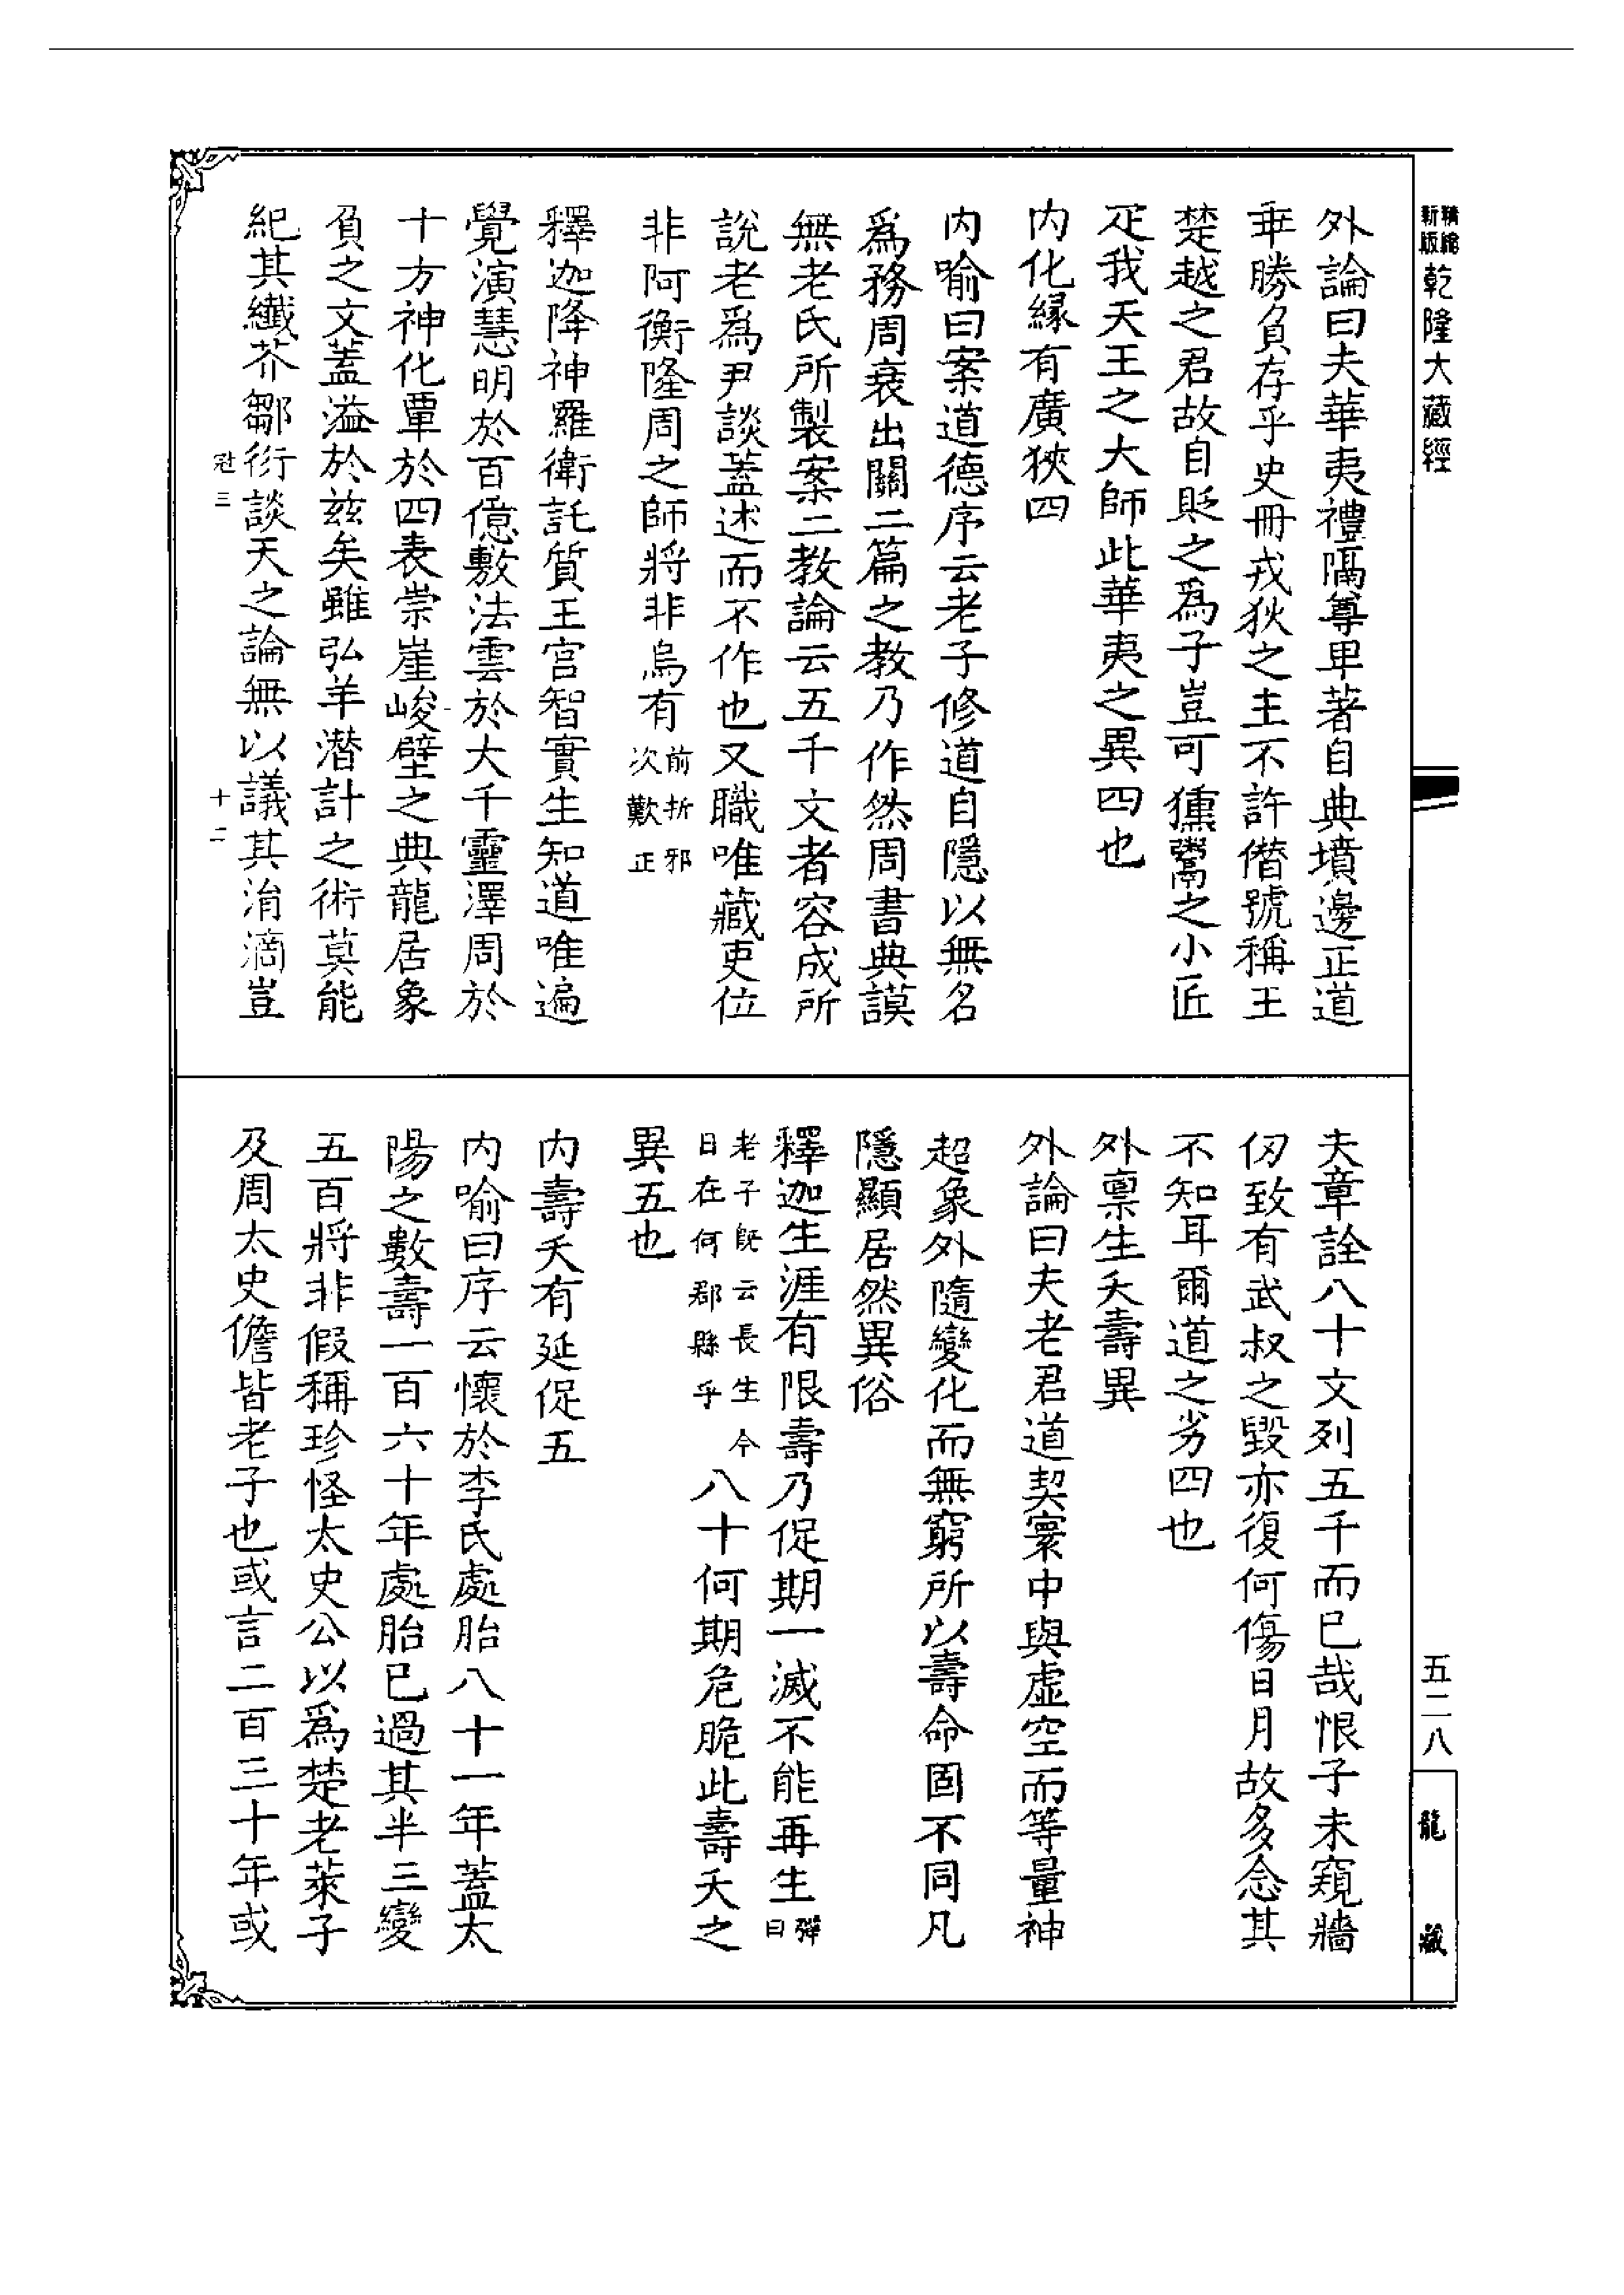 精縮新版乾隆大藏經
外論曰夫華夷禮隔尊卑著自典墳邊正道
乖勝負存乎史冊戎狄之主不許僭號稱王
楚越之君故自貶之爲子豈可獯鬻之小匠
疋我天王之大師此華夷之異四也
內化緣有廣狹四
內喻曰案道德序云老子修道自隱以無名
爲務周衰出關二篇之教乃作然周書典謨
無老氏所製案二教論云五千文者容成所
說老爲尹談蓋述而不作也又職唯藏吏位
非阿衡隆周之師將非烏有前折邪次歎正
釋迦降神羅衛託質王宮智實生知道唯遍
覺演慧明於百億敷法雲於大千靈澤周於
十方神化覃於四表崇崖峻壁之典龍居象
負之文蓋溢於茲矣雖弘羊潛計之術莫能
紀其纖芥鄒衍談天之論無以議其消滴豈
冠三 十二
夫章詮八十文列五千而已哉恨子未窺牆
仞致有武叔之毀亦復何傷日月故多念其
不知耳爾道之劣四也
外稟生夭壽異
外論曰夫老君道契寰中與虛空而等量神
超象外隨變化而無窮所以壽命固不同凡
隱顯居然異俗
釋迦生涯有限壽乃促期一滅不能再生彈曰
老子既云長生今日在何郡縣乎八十何期危脆此壽夭之
異五也
內壽夭有延促五
內喻曰序云懷於李氏處胎八十一年蓋太
陽之數壽一百六十年處胎已過其半三變
五百將非假稱珍怪太史公以爲楚老萊子
及周太史儋皆老子也或言二百三十年或
五二八
龍藏